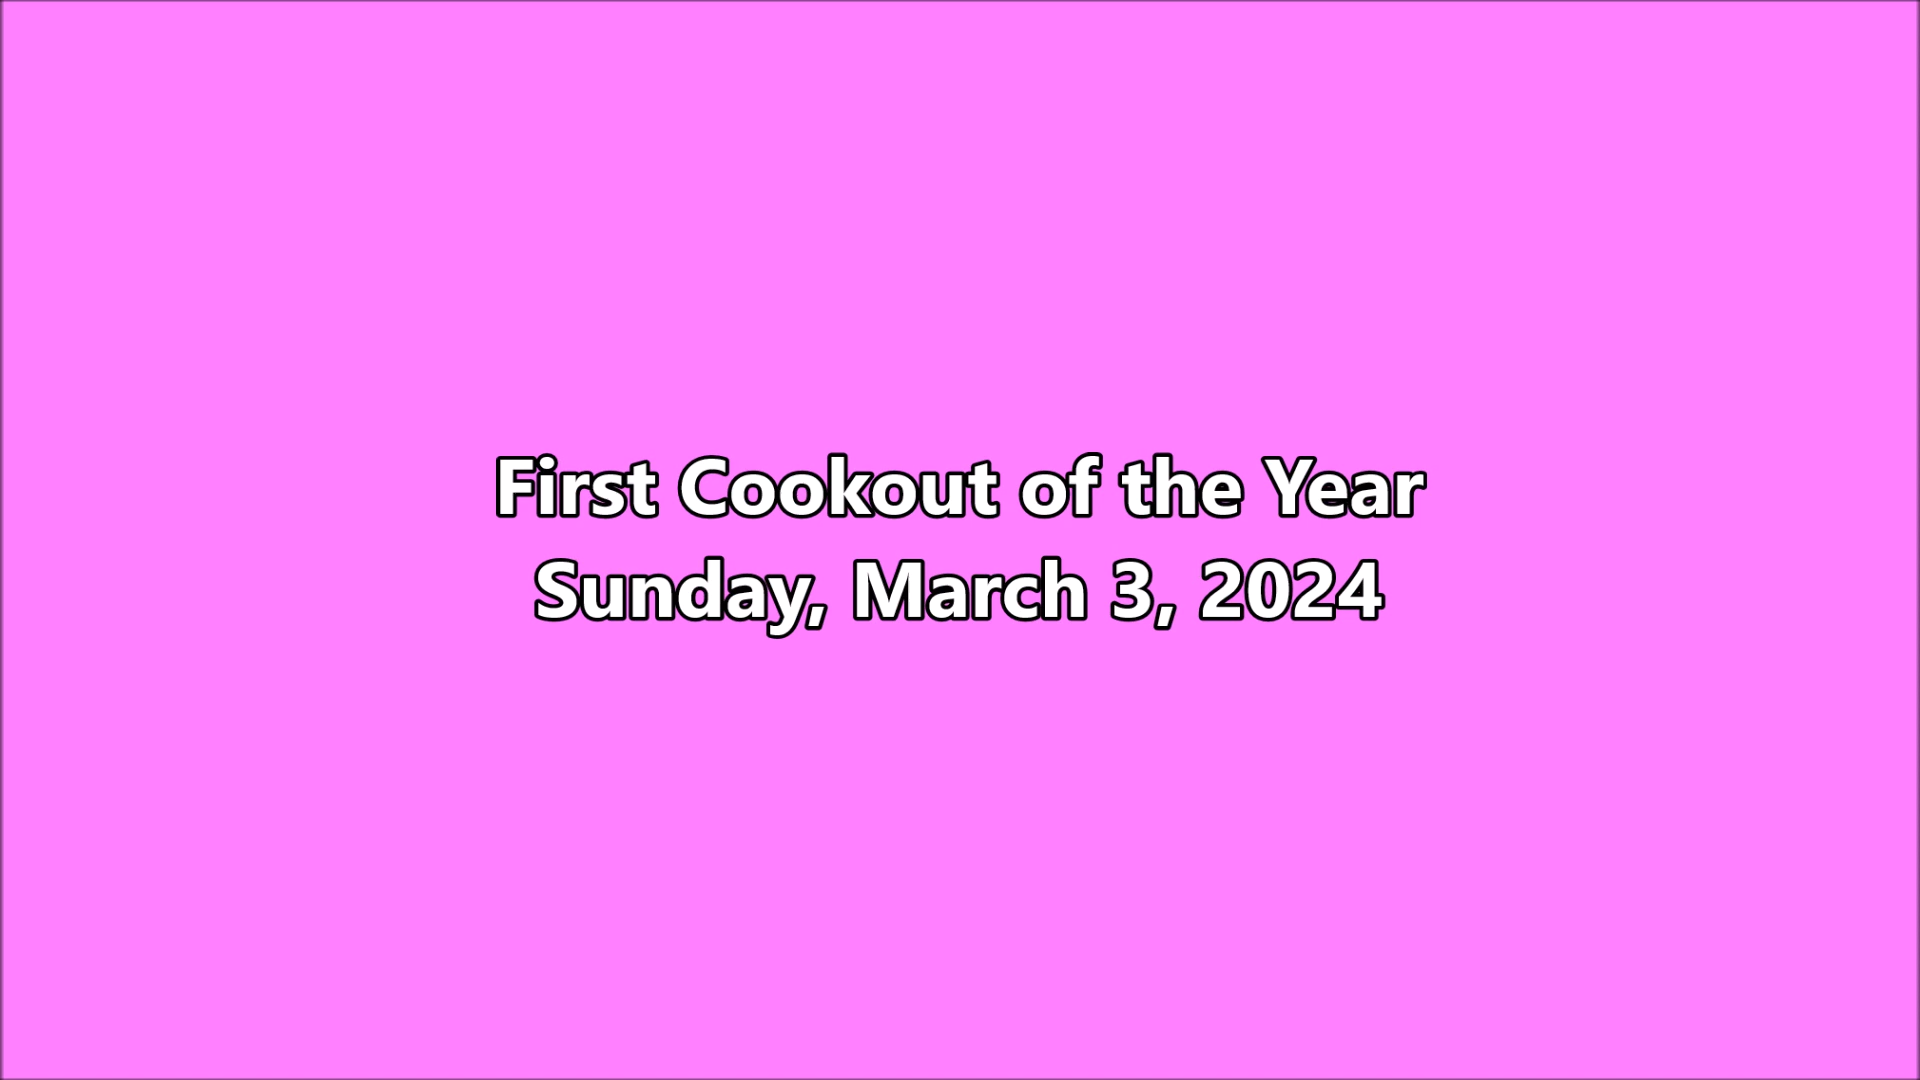 First Cookout of the Year
Sunday, March 3, 2024